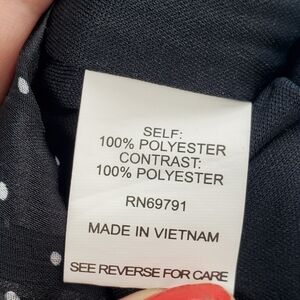 SELF:
100% POLYESTER
CONTRAST:
100% POLYESTER
RN69791
MADE IN VIETNAM
SEE REVERSE FOR CARE